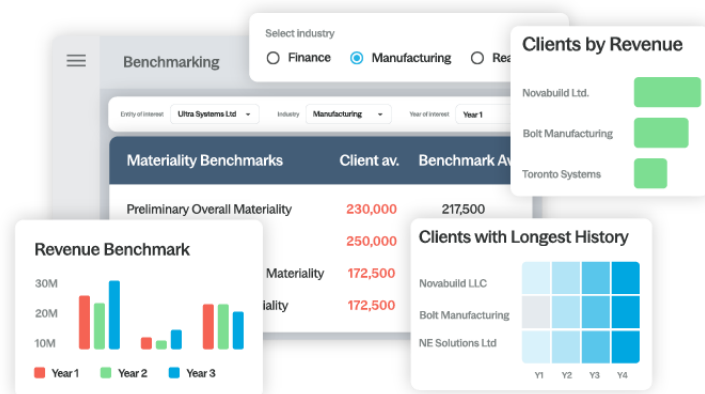 Select industry
Finance
Manufacturing
Benchmarking
Clients by Revenue
Novabuild Ltd.
Bolt Manufacturing
Toronto Systems
Entity of interest
Ultra Systems Ltd
Industry
Manufacturing
Year of interest
Year 1
Materiality Benchmarks Client av. Benchmark
Preliminary Overall Materiality 230,000 217,500
250,000
Materiality 172,500
172,500
Revenue Benchmark
30M
20M
10M
Year 1 Year 2 Year 3
Clients with Longest History
Novabuild LLC
Bolt Manufacturing
NE Solutions Ltd
Y1 Y2 Y3 Y4